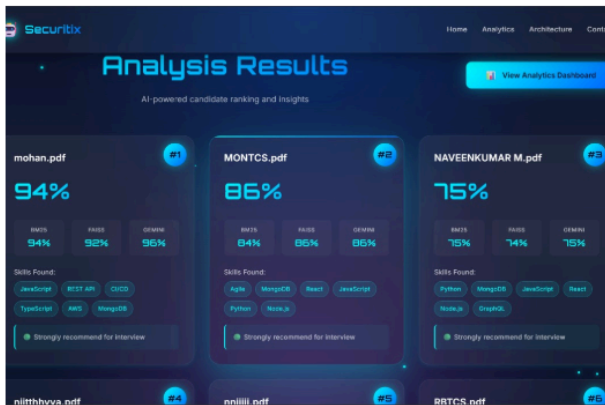 Securitix
Home Analytics Architecture
Analysis Results
View Analytics Dashboard
AI-powered candidate ranking and insights
mohan.pdf #1
94%
BM25 FAISS GEMINI
94% 92% 96%
Skills Found:
JavaScript REST API CI/CD
TypeScript AWS MongoDB
Strongly recommend for interview
MONTCS.pdf #2
86%
BM25 FAISS GEMINI
84% 86% 86%
Skills Found:
Agile MongoDB React JavaScript
Python Node.js
Strongly recommend for interview
NAVEENKUMAR M.pdf #3
75%
BM25 FAISS GEMINI
75% 74% 75%
Skills Found:
Python MongoDB JavaScript React
Node.js GraphQL
Strongly recommend for interview
#4
#5
RBTCS.pdf #6